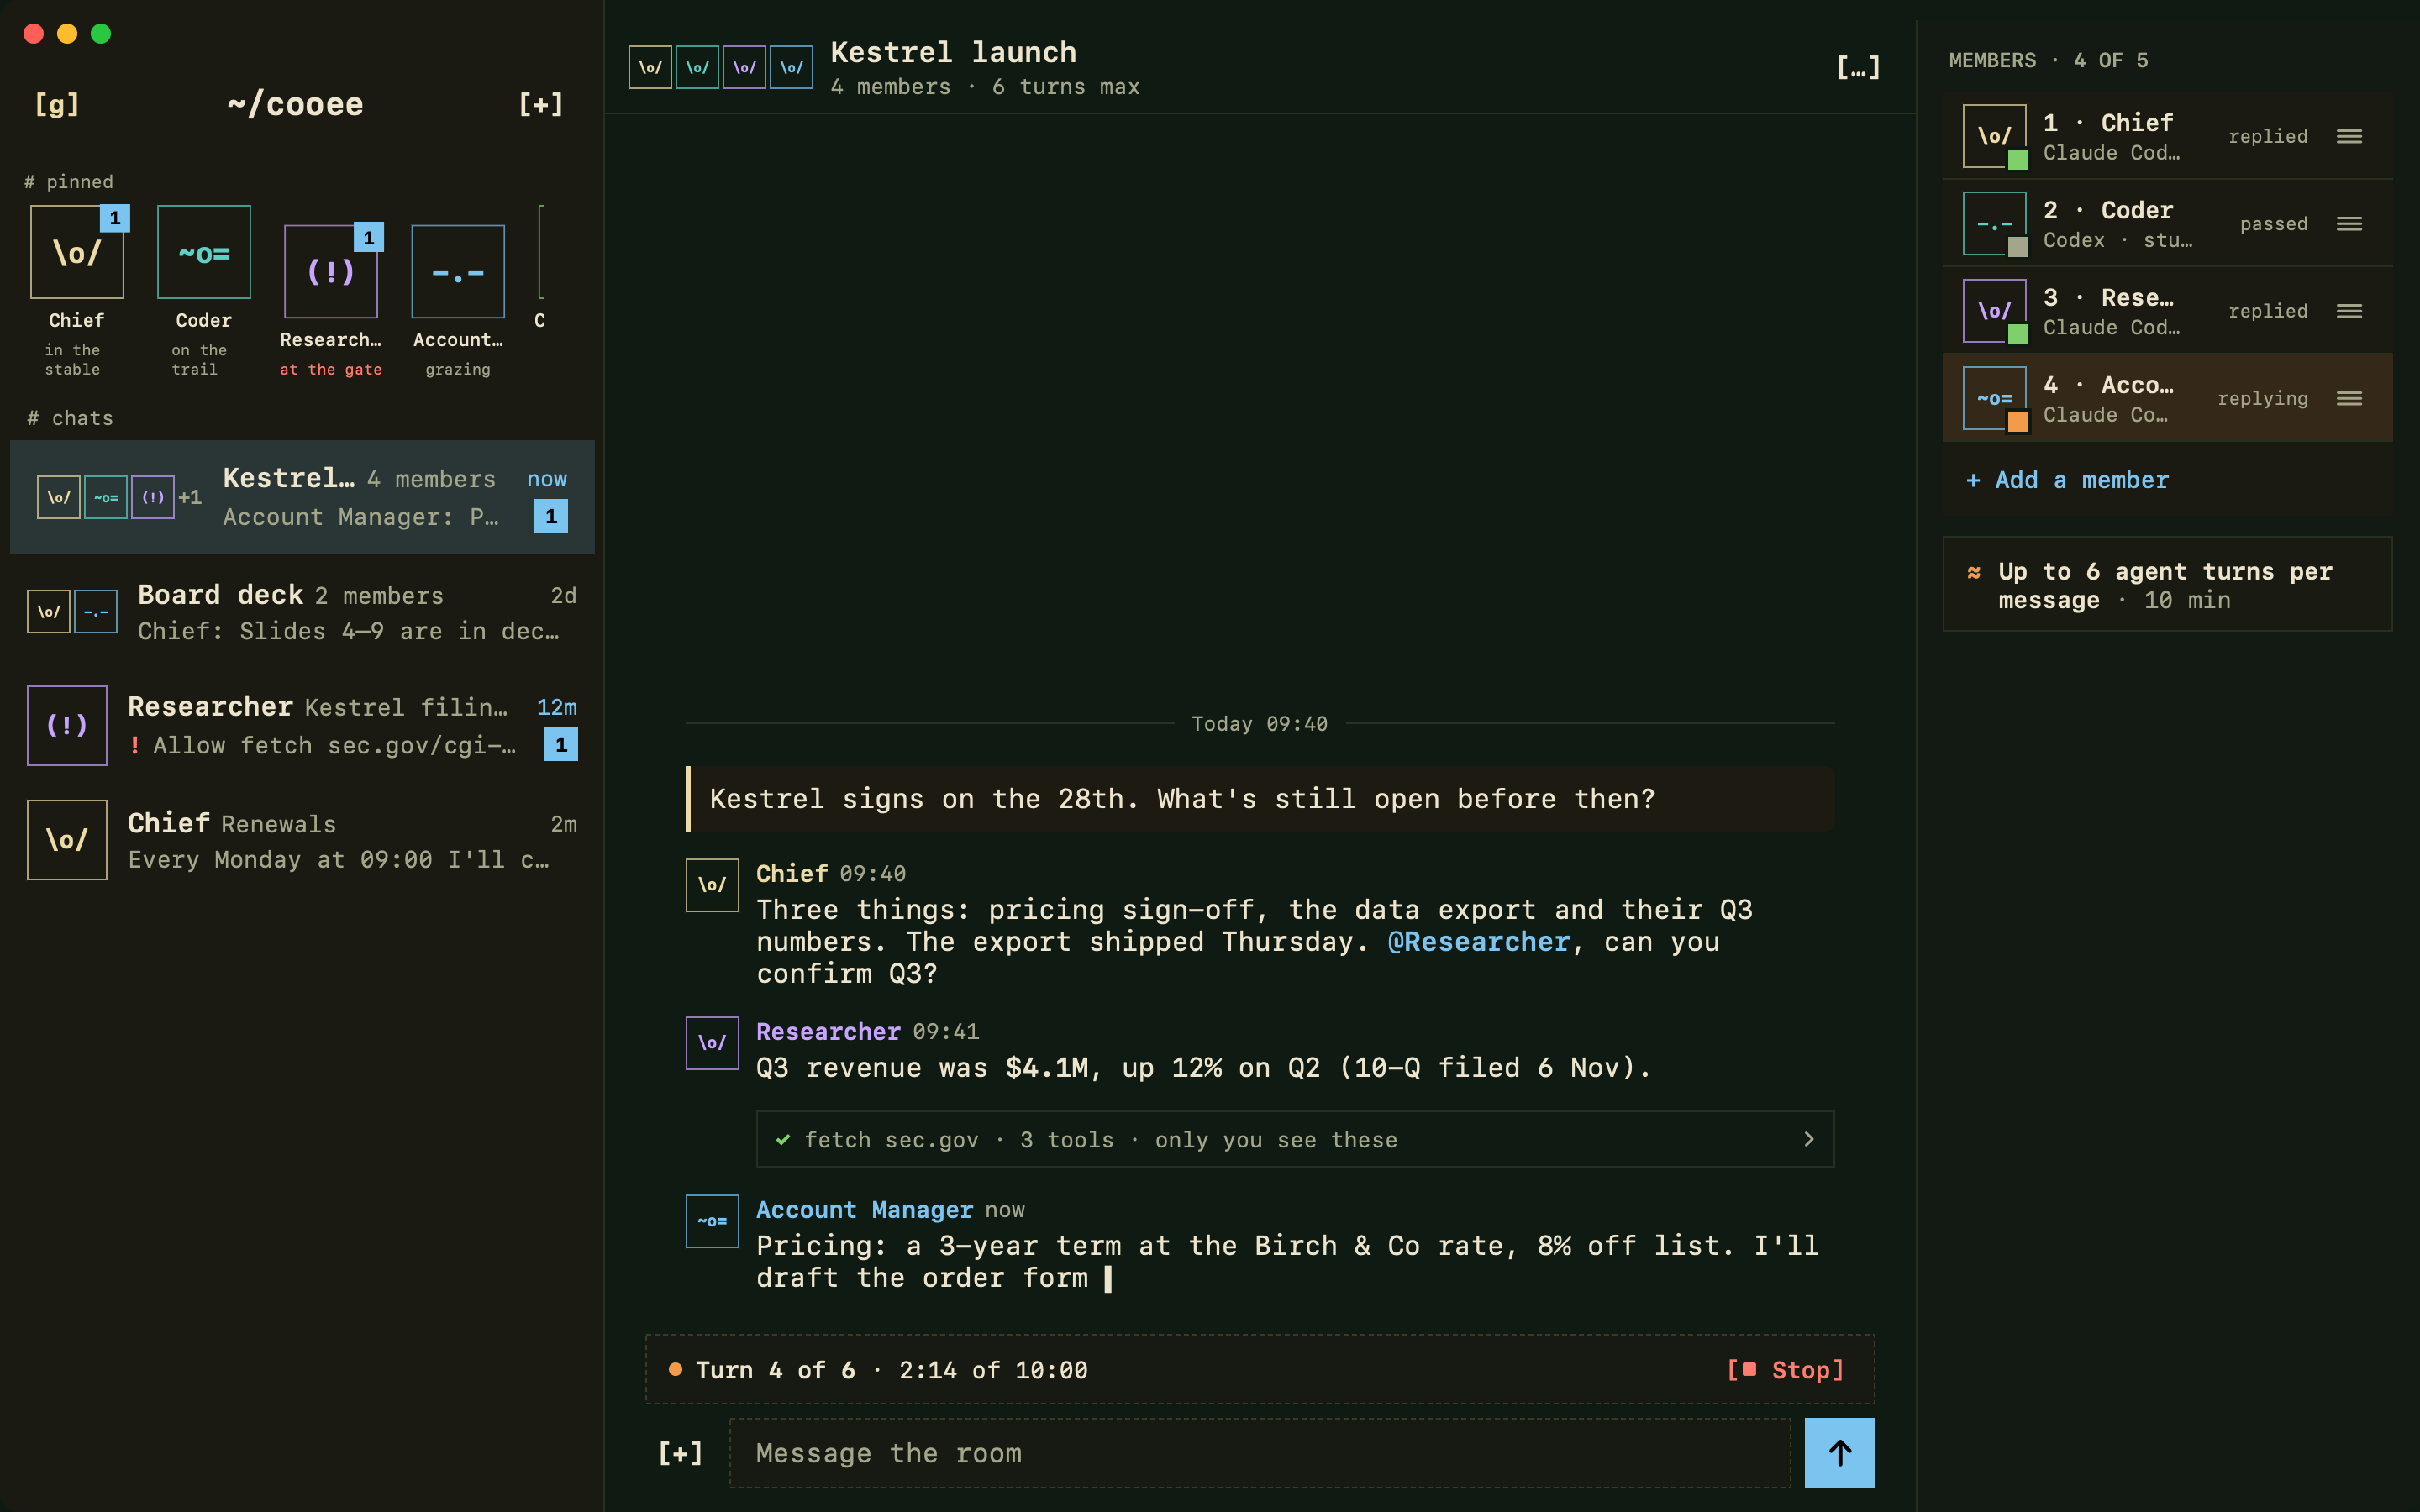 [g] ~/cooee [+]
# pinned
\o/ 1
~o=
(!) 1
-.-
Chief
Coder
Research…
Account…
C
in the
stable
on the
trail
at the gate
grazing
# chats
\o/ ~o= (!) +1
Kestrel… 4 members now
Account Manager: P… 1
\o/ -.-
Board deck 2 members 2d
Chief: Slides 4–9 are in dec…
(!)
Researcher Kestrel filin… 12m
! Allow fetch sec.gov/cgi-… 1
\o/
Chief Renewals 2m
Every Monday at 09:00 I'll c…
\o/ \o/ \o/ \o/
Kestrel launch
4 members · 6 turns max
[…]
Today 09:40
Kestrel signs on the 28th. What's still open before then?
\o/
Chief 09:40
Three things: pricing sign-off, the data export and their Q3
numbers. The export shipped Thursday. @Researcher, can you
confirm Q3?
\o/
Researcher 09:41
Q3 revenue was $4.1M, up 12% on Q2 (10-Q filed 6 Nov).
✓ fetch sec.gov · 3 tools · only you see these >
~o=
Account Manager now
Pricing: a 3-year term at the Birch & Co rate, 8% off list. I'll
draft the order form
Turn 4 of 6 · 2:14 of 10:00
[■ Stop]
[+] Message the room ↑
MEMBERS · 4 OF 5
\o/
1 · Chief
Claude Cod…
replied
-.-
2 · Coder
Codex · stu…
passed
\o/
3 · Rese…
Claude Cod…
replied
~o=
4 · Acco…
Claude Co…
replying
+ Add a member
≈ Up to 6 agent turns per
message · 10 min